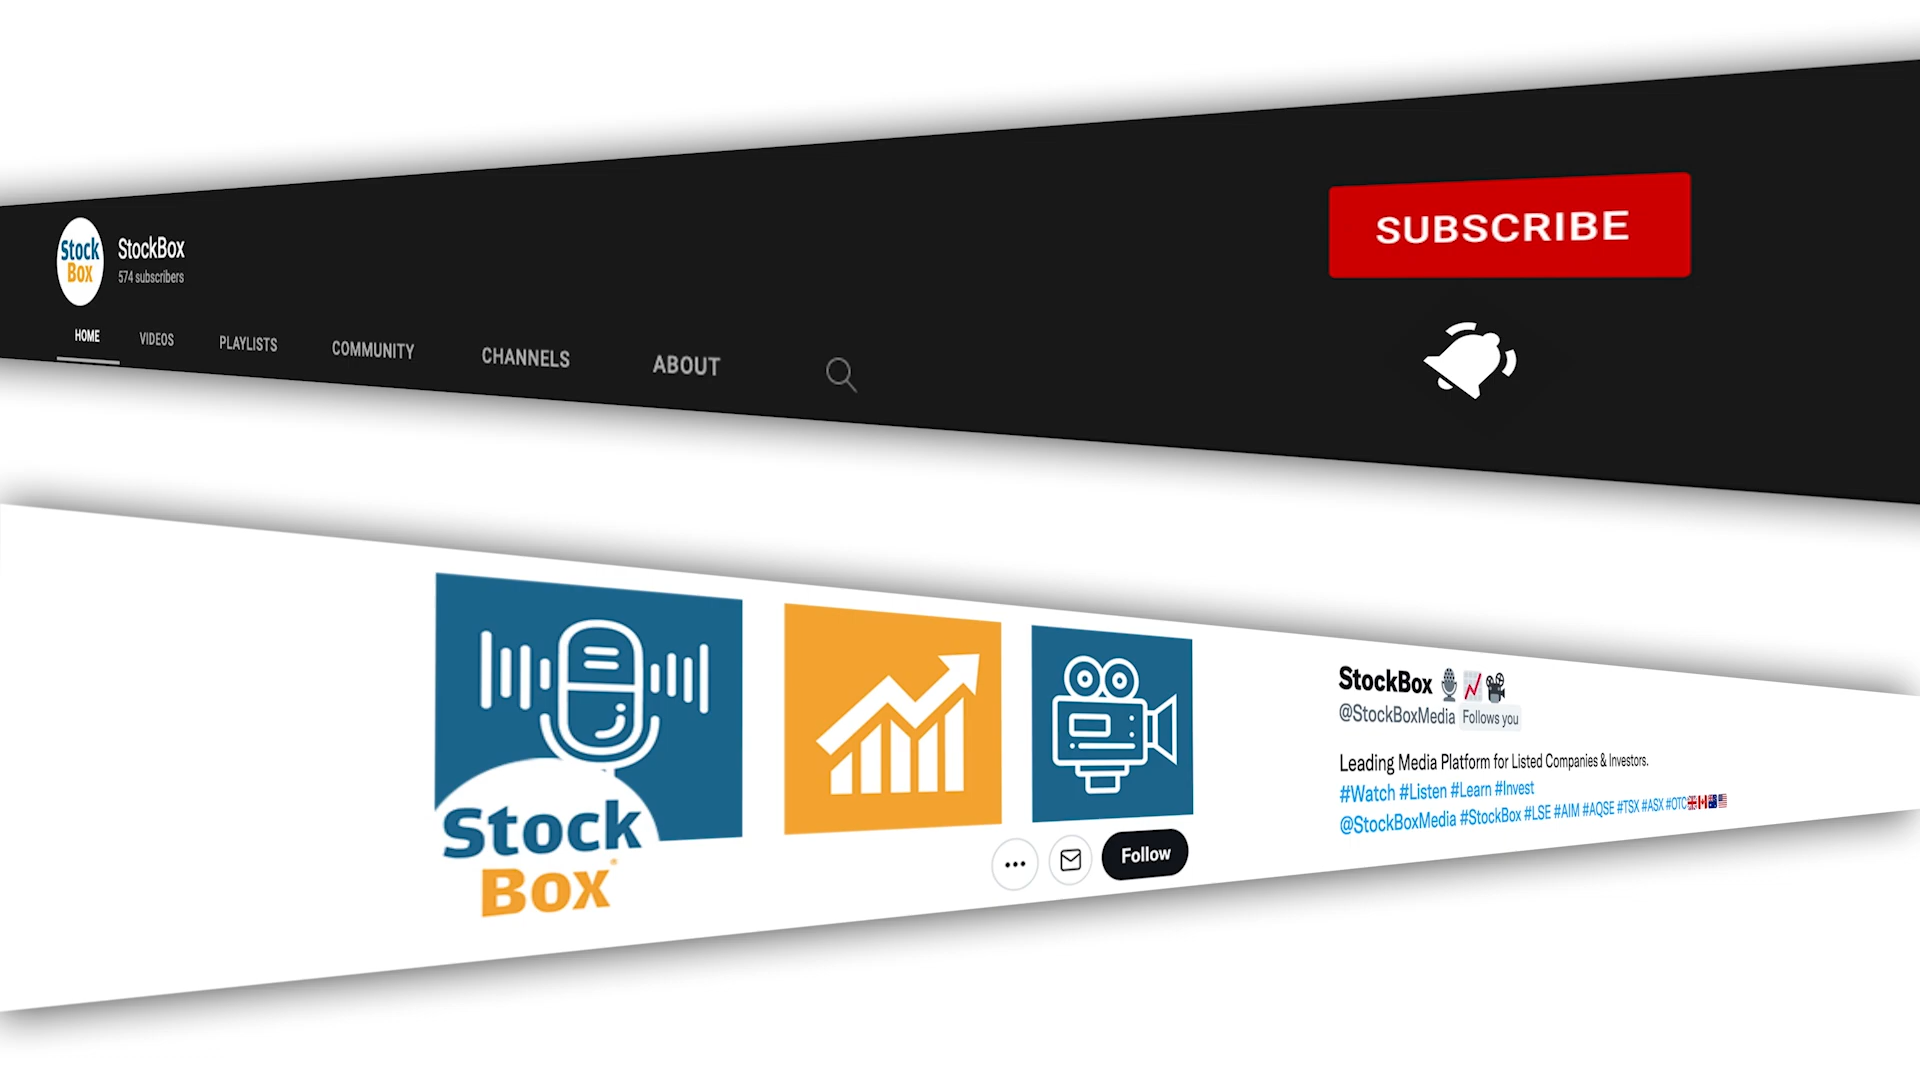 Stock
Box
StockBox
574 subscribers
HOME VIDEOS PLAYLISTS COMMUNITY CHANNELS ABOUT
SUBSCRIBE
Stock
Box
Follow
StockBox
@StockBoxMedia Follows you
Leading Media Platform for Listed Companies & Investors.
#Watch #Listen #Learn #Invest
@StockBoxMedia #StockBox #LSE #AIM #AQSE #TSX #ASX #OTC